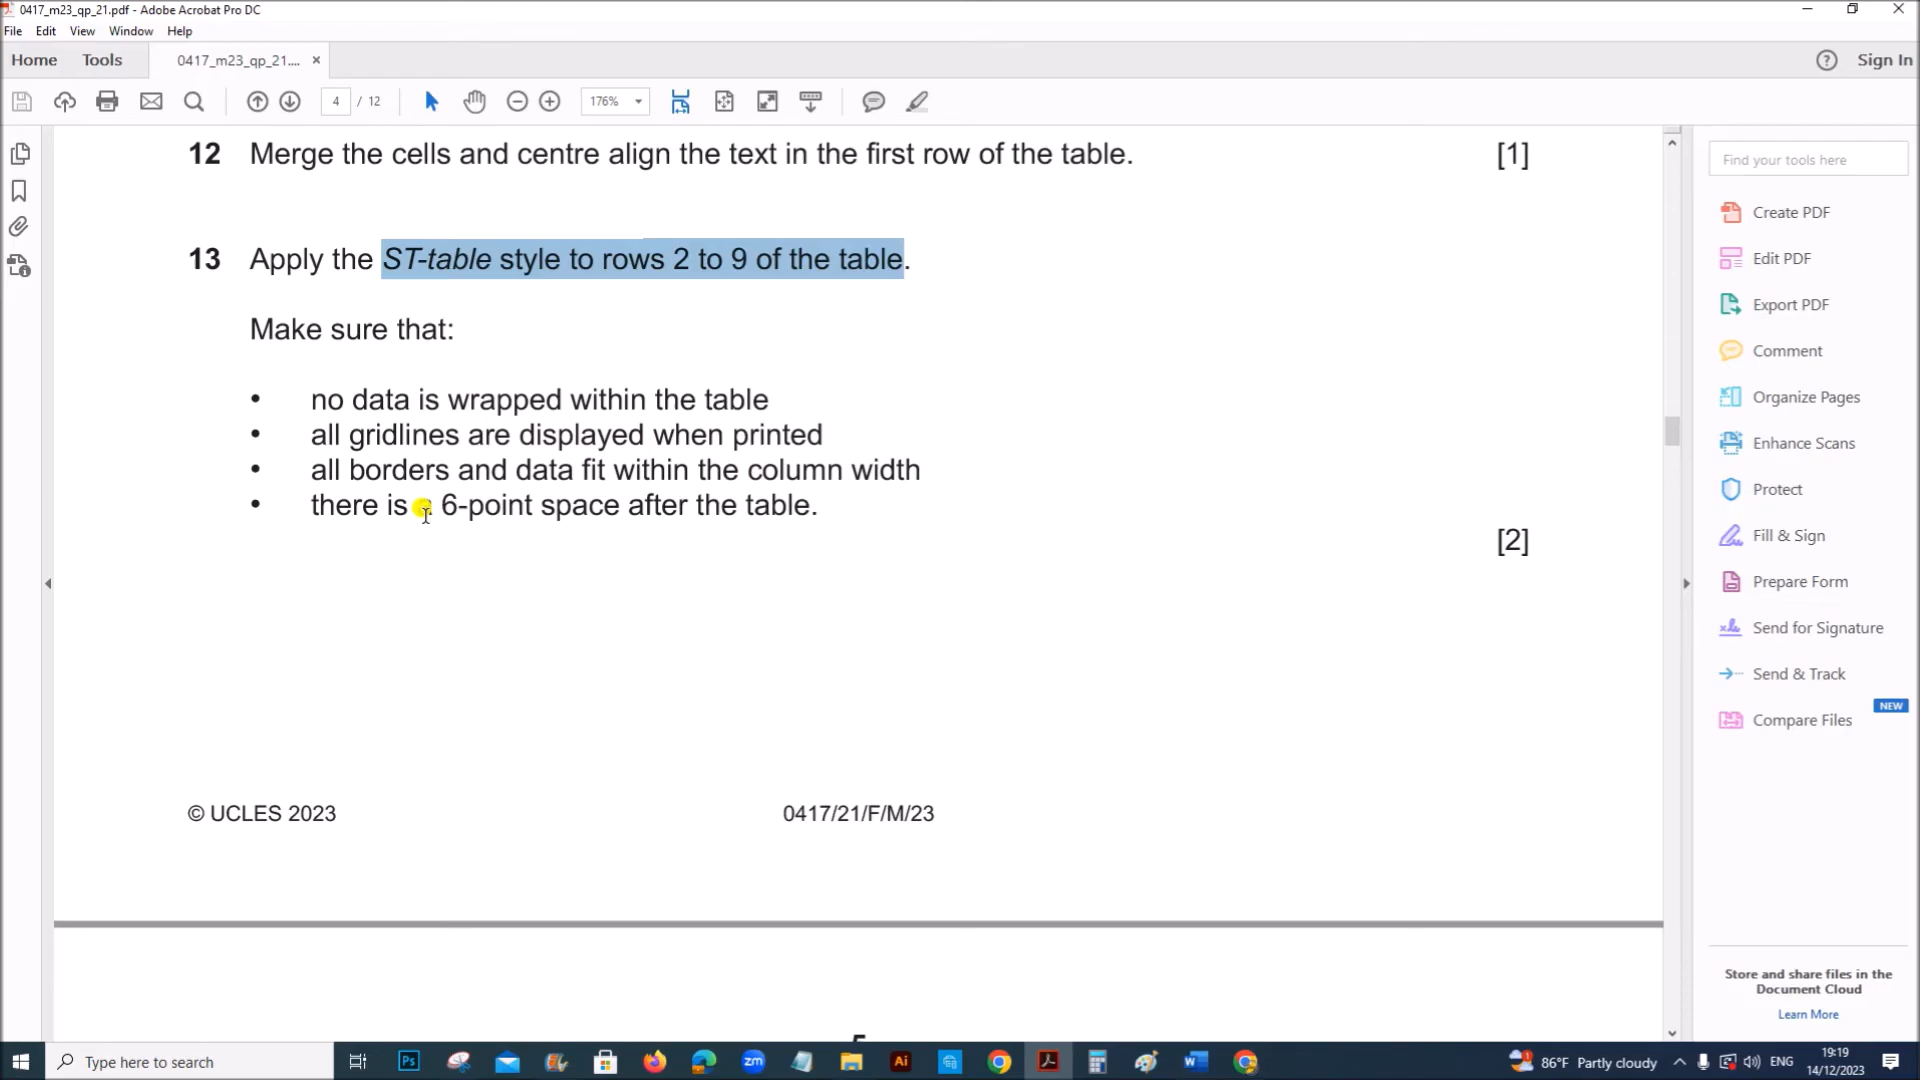 0417_m23_qp_21.pdf - Adobe Acrobat Pro DC
File Edit View Window Help
Home Tools 0417_m23_qp_21.... × Sign In
4 / 12 176%
Find your tools here
12 Merge the cells and centre align the text in the first row of the table. [1]
13 Apply the ST-table style to rows 2 to 9 of the table.
Make sure that:
• no data is wrapped within the table
• all gridlines are displayed when printed
• all borders and data fit within the column width
• there is 6-point space after the table.
[2]
© UCLES 2023 0417/21/F/M/23
Create PDF
Edit PDF
Export PDF
Comment
Organize Pages
Enhance Scans
Protect
Fill & Sign
Prepare Form
Send for Signature
Send & Track
NEW
Compare Files
Store and share files in the
Document Cloud
Learn More
Type here to search
Ps
zm
Ai
86°F Partly cloudy
ENG
19:19
14/12/2023